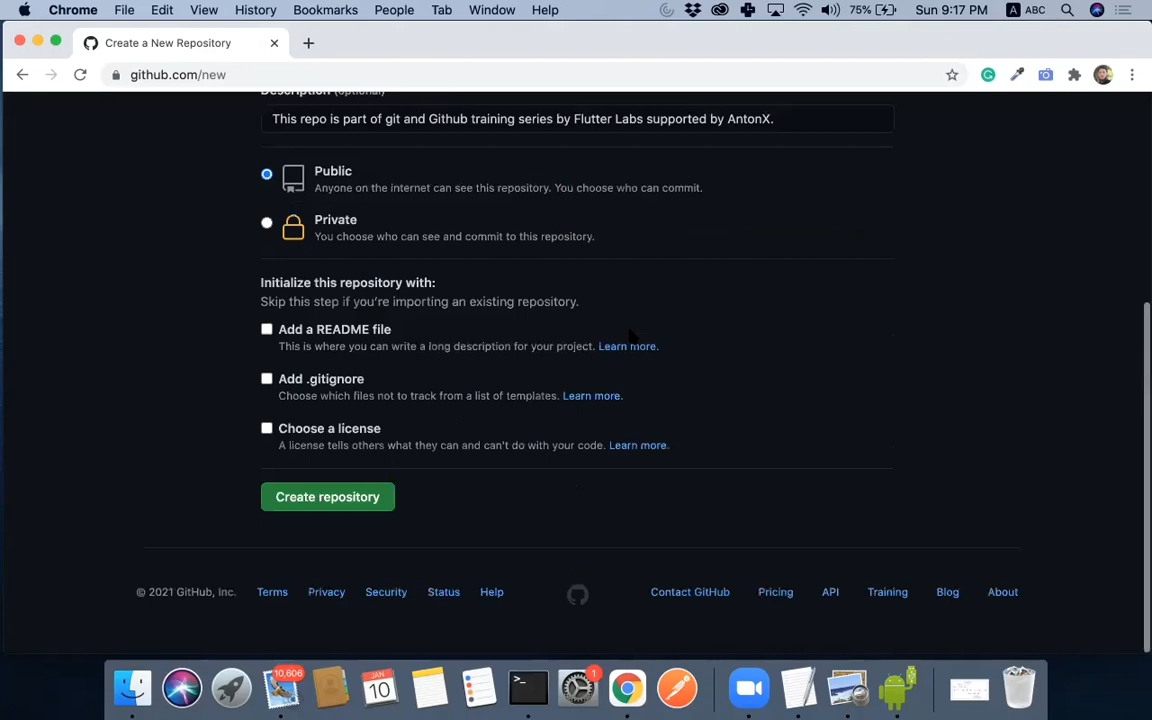 Chrome File Edit View History Bookmarks People Tab Window Help 75% Sun 9:17 PM A ABC
Create a New Repository
github.com/new
Description (optional)
This repo is part of git and Github training series by Flutter Labs supported by AntonX.
Public
Anyone on the internet can see this repository. You choose who can commit.
Private
You choose who can see and commit to this repository.
Initialize this repository with:
Skip this step if you're importing an existing repository.
Add a README file
This is where you can write a long description for your project. Learn more.
Add .gitignore
Choose which files not to track from a list of templates. Learn more.
Choose a license
A license tells others what they can and can't do with your code. Learn more.
Create repository
© 2021 GitHub, Inc. Terms Privacy Security Status Help Contact GitHub Pricing API Training Blog About
10,606
JAN
10
>_
1